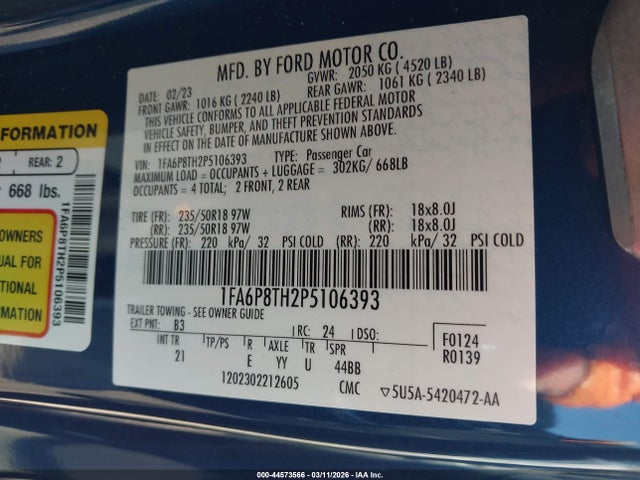 MFD. BY FORD MOTOR CO.
DATE: 02/23 GVWR: 2050 KG ( 4520 LB)
FRONT GAWR: 1016 KG ( 2240 LB) REAR GAWR: 1061 KG ( 2340 LB)
THIS VEHICLE CONFORMS TO ALL APPLICABLE FEDERAL MOTOR
VEHICLE SAFETY, BUMPER, AND THEFT PREVENTION STANDARDS
IN EFFECT ON THE DATE OF MANUFACTURE SHOWN ABOVE.
VIN: 1FA6P8TH2P5106393 TYPE: Passenger Car
MAXIMUM LOAD = OCCUPANTS + LUGGAGE = 302KG/ 668LB
OCCUPANTS = 4 TOTAL; 2 FRONT, 2 REAR
TIRE (FR): 235/50R18 97W RIMS (FR): 18x8.0J
(RR): 235/50R18 97W (RR): 18x8.0J
PRESSURE (FR): 220 kPa/ 32 PSI COLD (RR): 220 kPa/ 32 PSI COLD
1FA6P8TH2P5106393
TRAILER TOWING - SEE OWNER GUIDE
EXT PNT: B3 RC: 24 DSO:
INT TR TP/PS R AXLE TR SPR
21 E YY U 44BB
F0124
R0139
1202302212605 CMC ▽5U5A-5420472-AA
FORMATION
2 REAR: 2
668 lbs.
OWNERS
UAL FOR
TIONAL
ATION
1FA6P8TH2P5106393
000-44573566 - 03/11/2026 - IAA Inc.